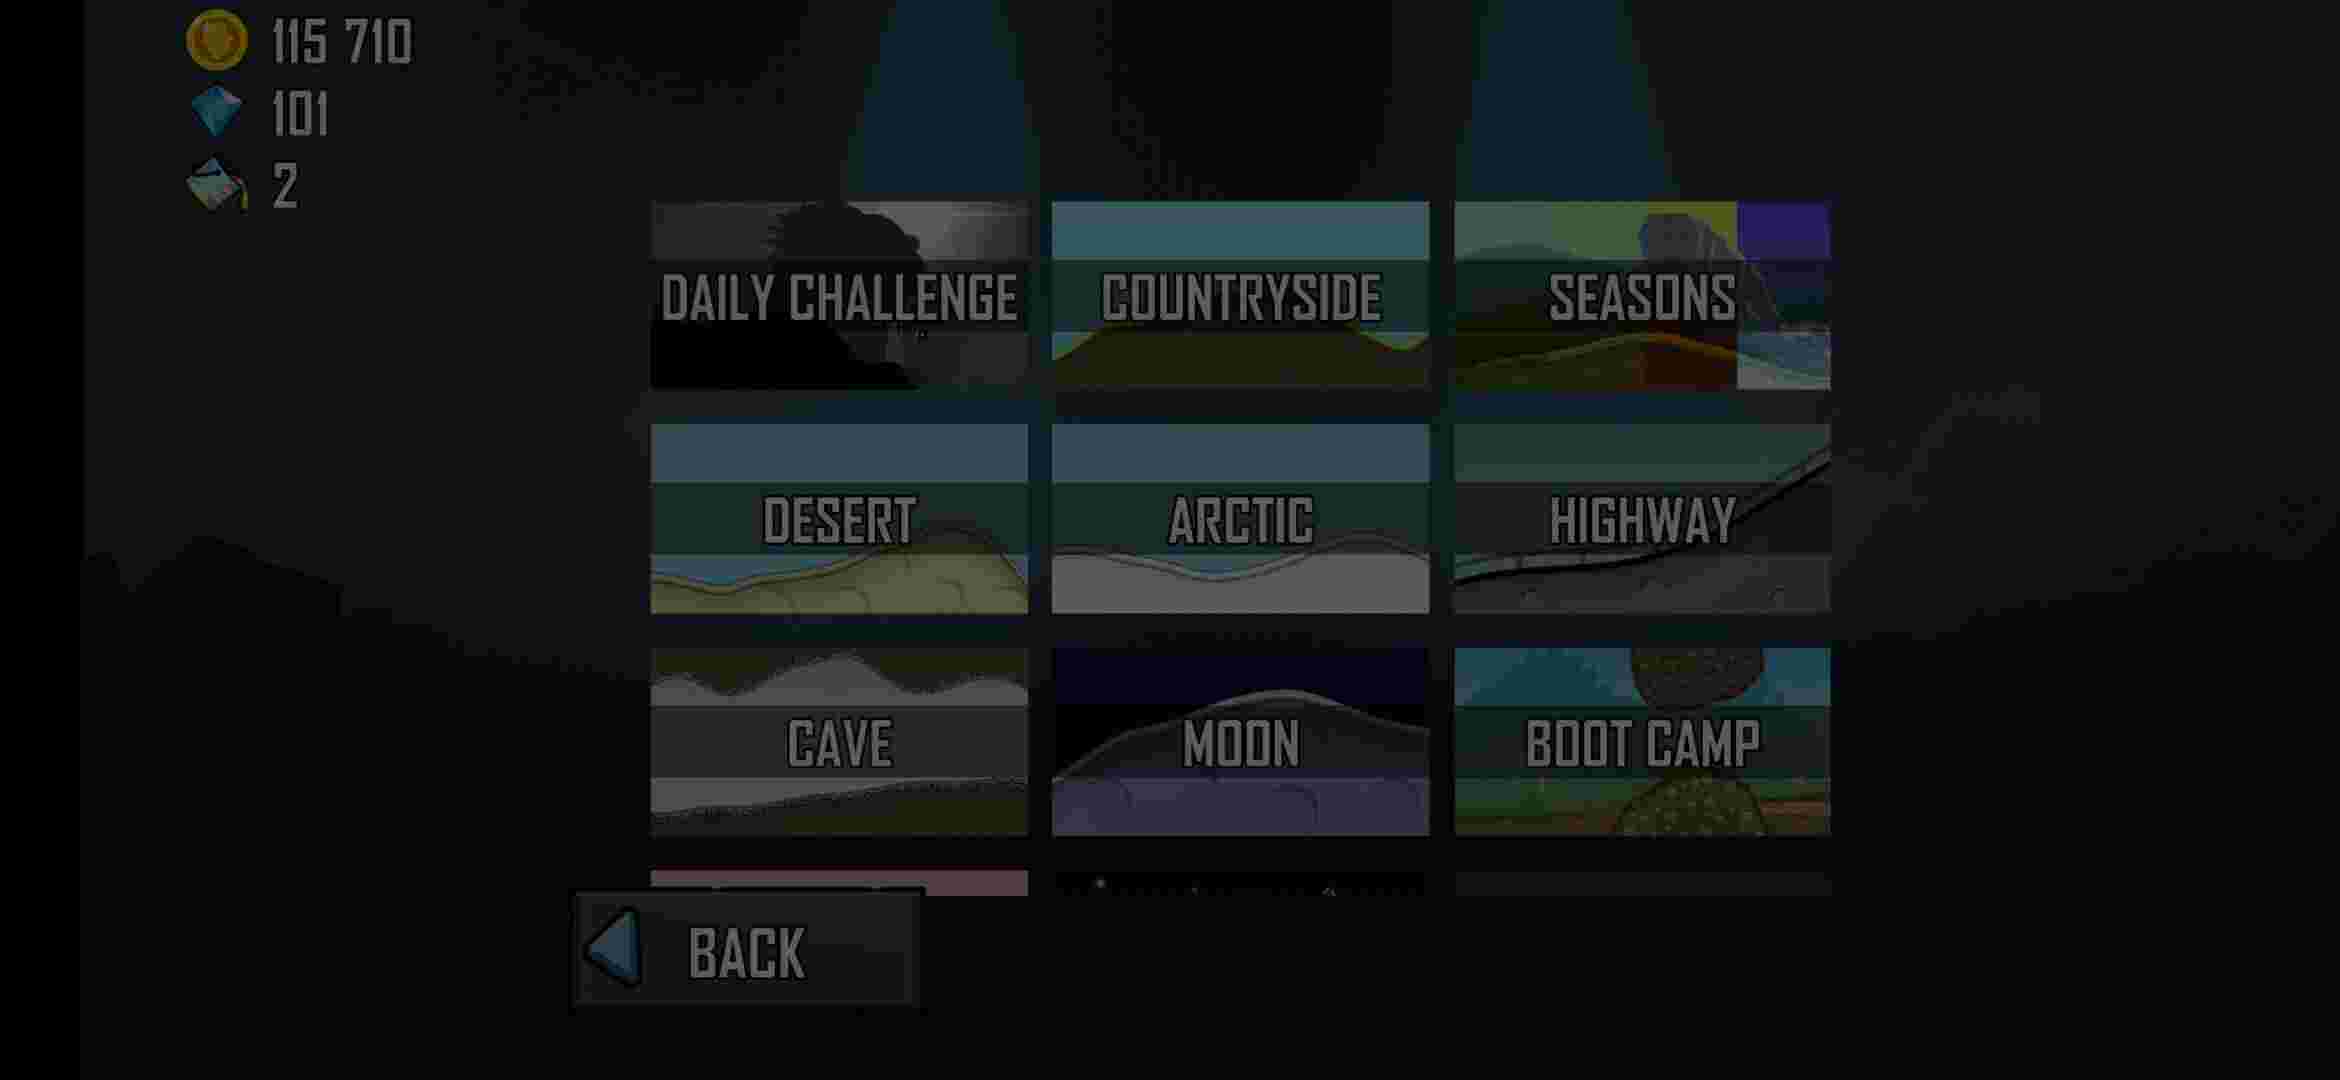 115 710
101
2
DAILY CHALLENGE
COUNTRYSIDE
SEASONS
DESERT
ARCTIC
HIGHWAY
CAVE
MOON
BOOT CAMP
BACK